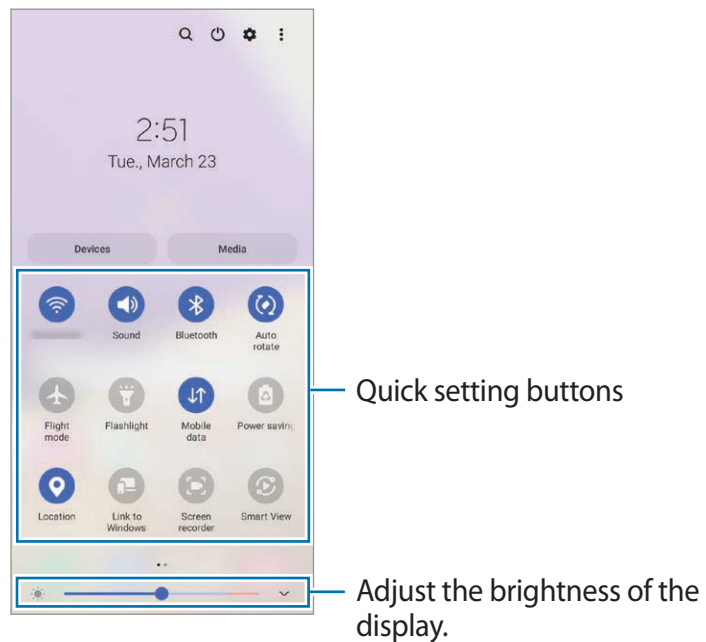 2:51
Tue., March 23
Devices Media
Sound Bluetooth Auto
rotate
Flight
mode Flashlight Mobile
data Power saving
Location Link to
Windows Screen
recorder Smart View
Quick setting buttons
Adjust the brightness of the
display.